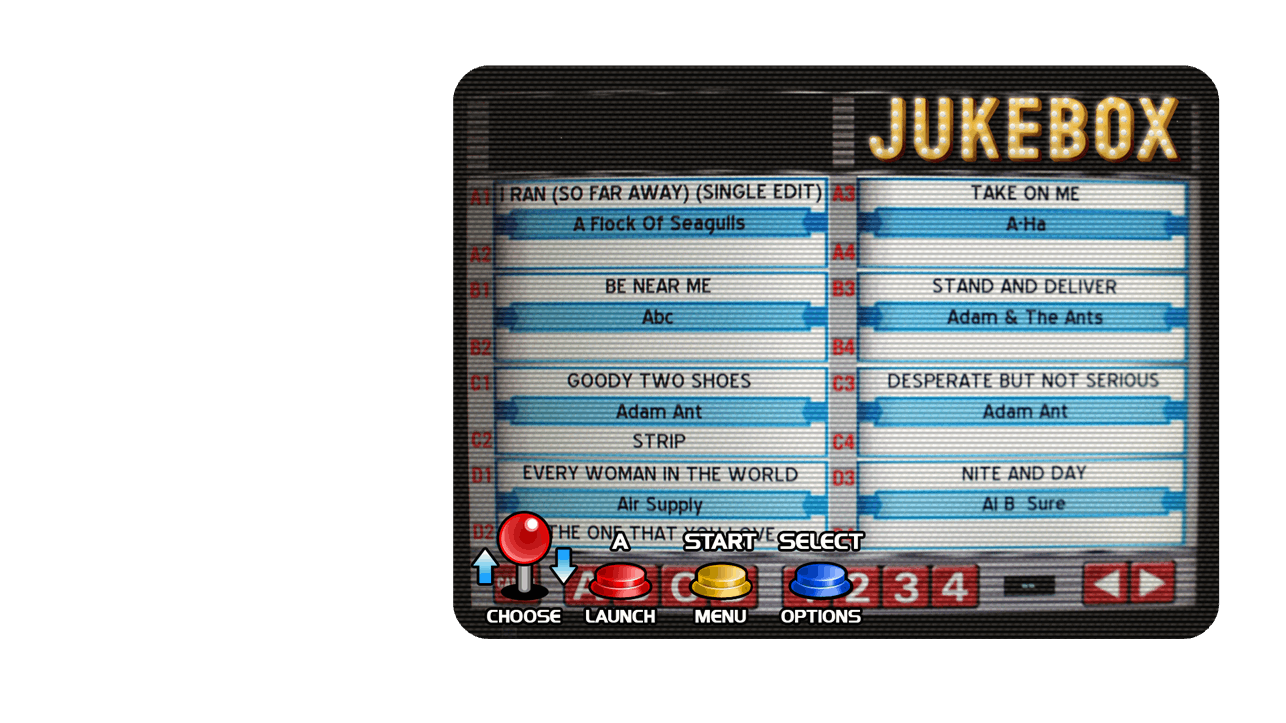 JUKEBOX
A1 I RAN (SO FAR AWAY) (SINGLE EDIT)
A Flock Of Seagulls
A2
A3 TAKE ON ME
A-Ha
A4
B1 BE NEAR ME
Abc
B2
B3 STAND AND DELIVER
Adam & The Ants
B4
C1 GOODY TWO SHOES
Adam Ant
C2 STRIP
C3 DESPERATE BUT NOT SERIOUS
Adam Ant
C4
D1 EVERY WOMAN IN THE WORLD
Air Supply
D2 THE ONE THAT YOU LOVE
D3 NITE AND DAY
Al B Sure
A START SELECT
A C 2 3 4
CHOOSE LAUNCH MENU OPTIONS